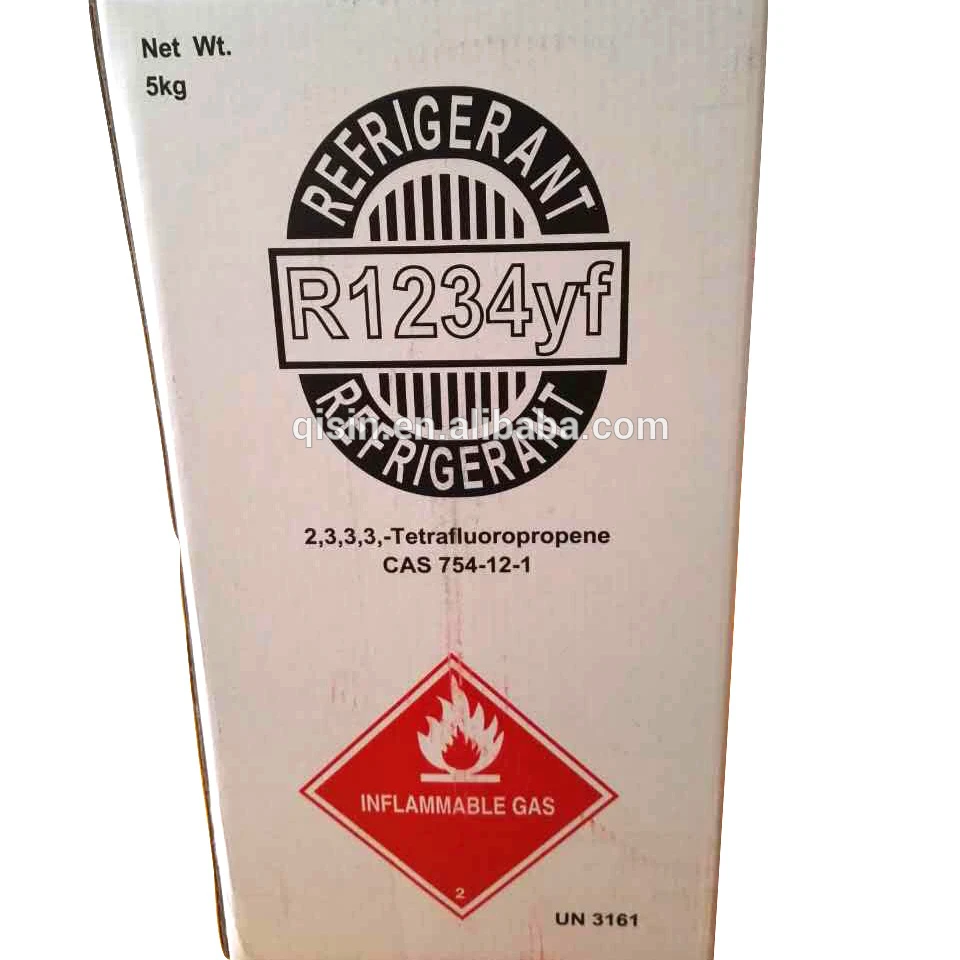 Net Wt.
5kg
REFRIGERANT
R1234yf
qisin.en.alibaba.com
REFRIGERANT
2,3,3,3,-Tetrafluoropropene
CAS 754-12-1
INFLAMMABLE GAS
2
UN 3161